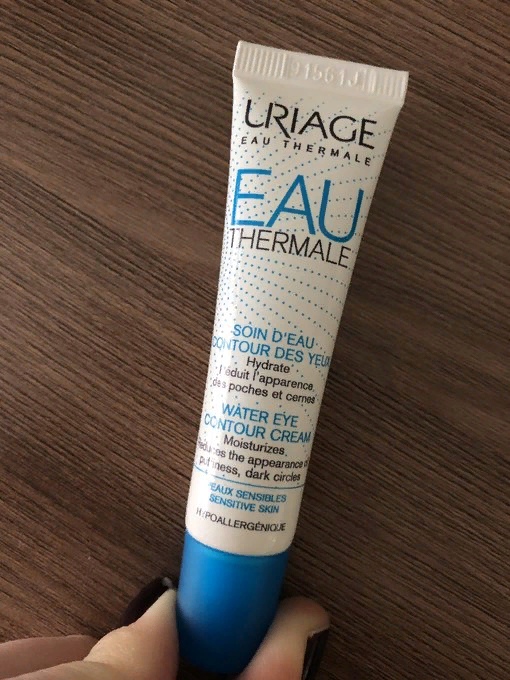 91561J
URIAGE
EAU THERMALE
EAU
THERMALE
SOIN D'EAU
CONTOUR DES YEUX
Hydrate
Réduit l'apparence
des poches et cernes
WATER EYE
CONTOUR CREAM
Moisturizes
Reduces the appearance of
puffiness, dark circles
PEAUX SENSIBLES
SENSITIVE SKIN
HYPOALLERGÉNIQUE